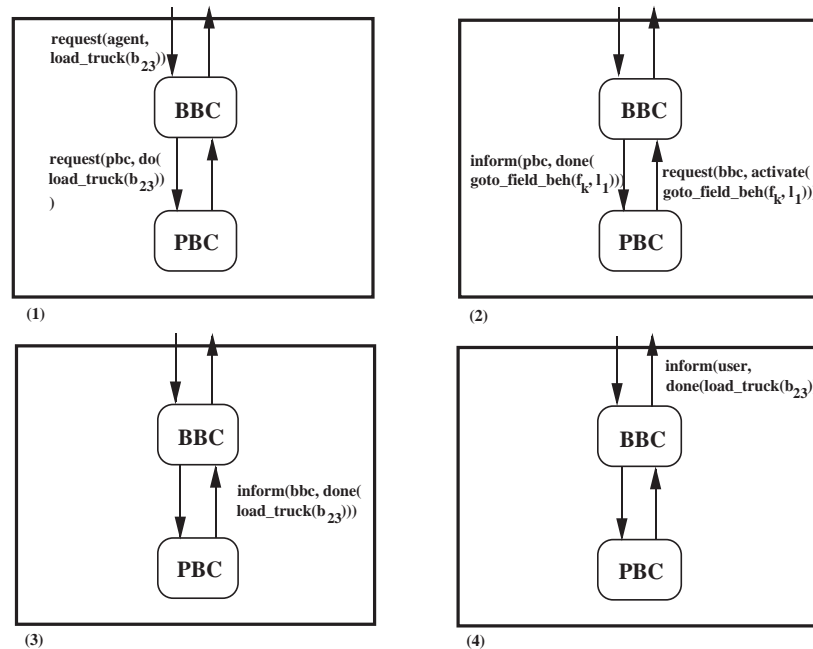 request(agent,
load_truck(b23))
BBC
request(pbc, do(
load_truck(b23))
)
PBC
(1)
BBC
inform(pbc, done(
goto_field_beh(fk, l1)))
request(bbc, activate(
goto_field_beh(fk, l1))
PBC
(2)
BBC
inform(bbc, done(
load_truck(b23)))
PBC
(3)
inform(user,
done(load_truck(b23)
BBC
PBC
(4)